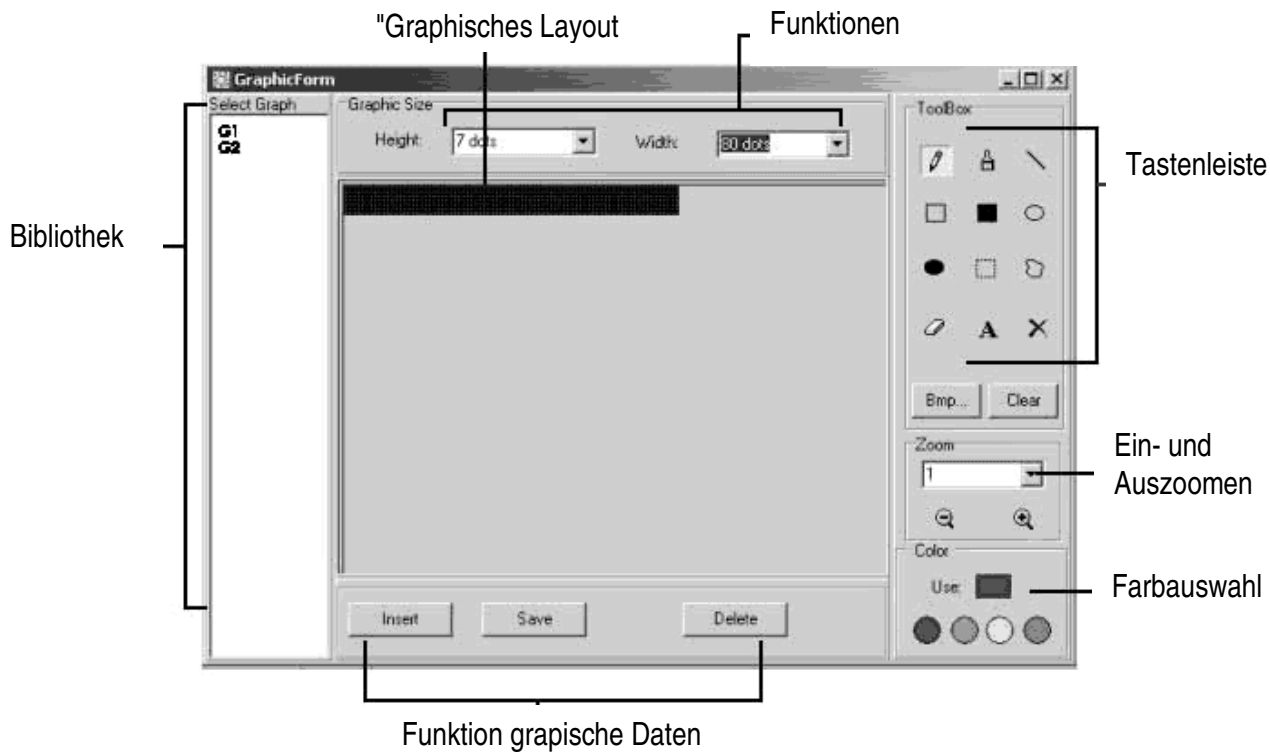 "Graphisches Layout
Funktionen
GraphicForm
Select Graph
G1
G2
Graphic Size
Height: 7 dots
Width: 80 dots
ToolBox
A
Bmp...
Clear
Zoom
1
Color
Use:
Insert
Save
Delete
Bibliothek
Tastenleiste
Ein- und
Auszoomen
Farbauswahl
Funktion grapische Daten